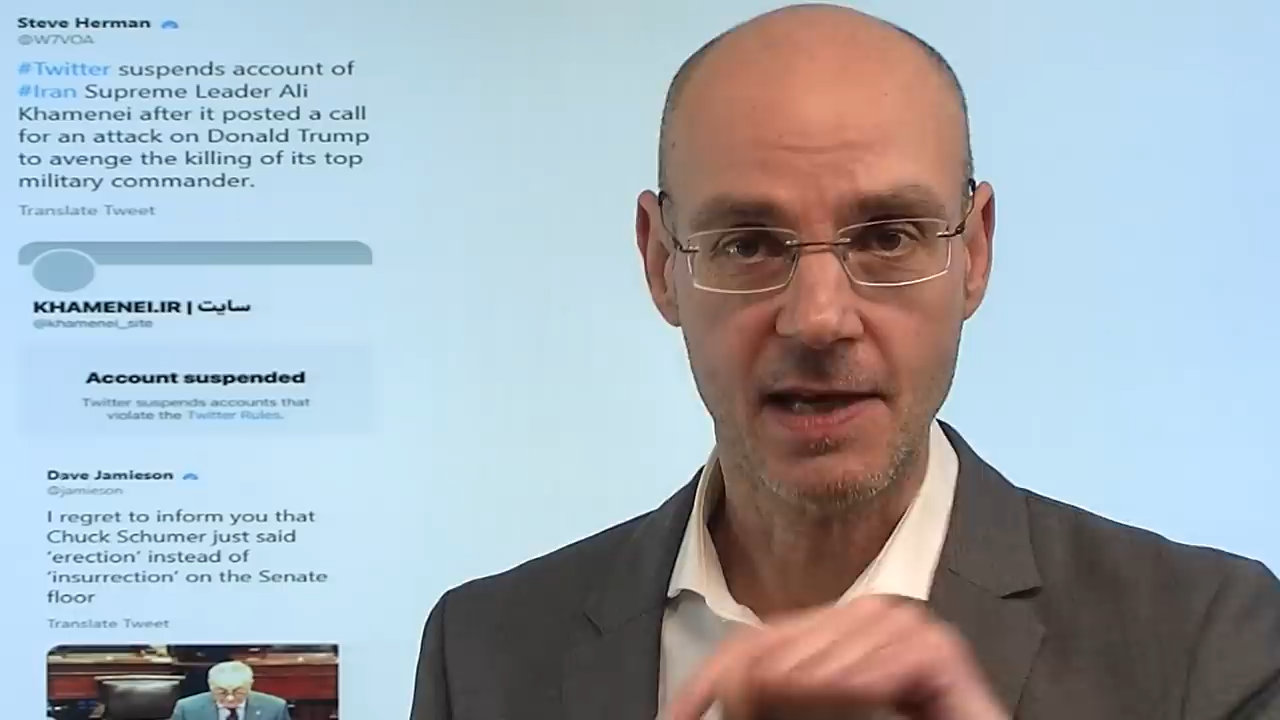 Steve Herman
@W7VOA
#Twitter suspends account of
#Iran Supreme Leader Ali
Khamenei after it posted a call
for an attack on Donald Trump
to avenge the killing of its top
military commander.
Translate Tweet
KHAMENEI.IR | سایت
@khamenei_site
Account suspended
Twitter suspends accounts that
violate the Twitter Rules.
Dave Jamieson
@jamieson
I regret to inform you that
Chuck Schumer just said
‘erection’ instead of
‘insurrection’ on the Senate
floor
Translate Tweet